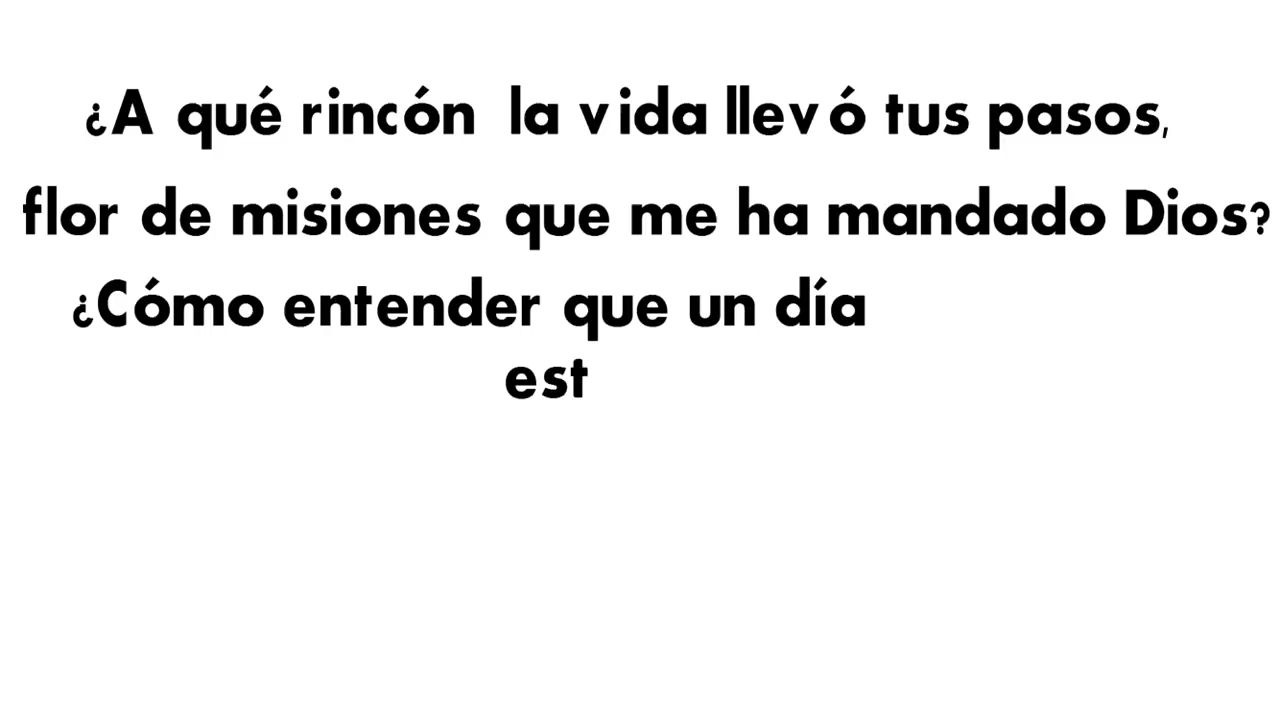 ¿A qué rincón la vida llevó tus pasos,
flor de misiones que me ha mandado Dios?
¿Cómo entender que un día
est